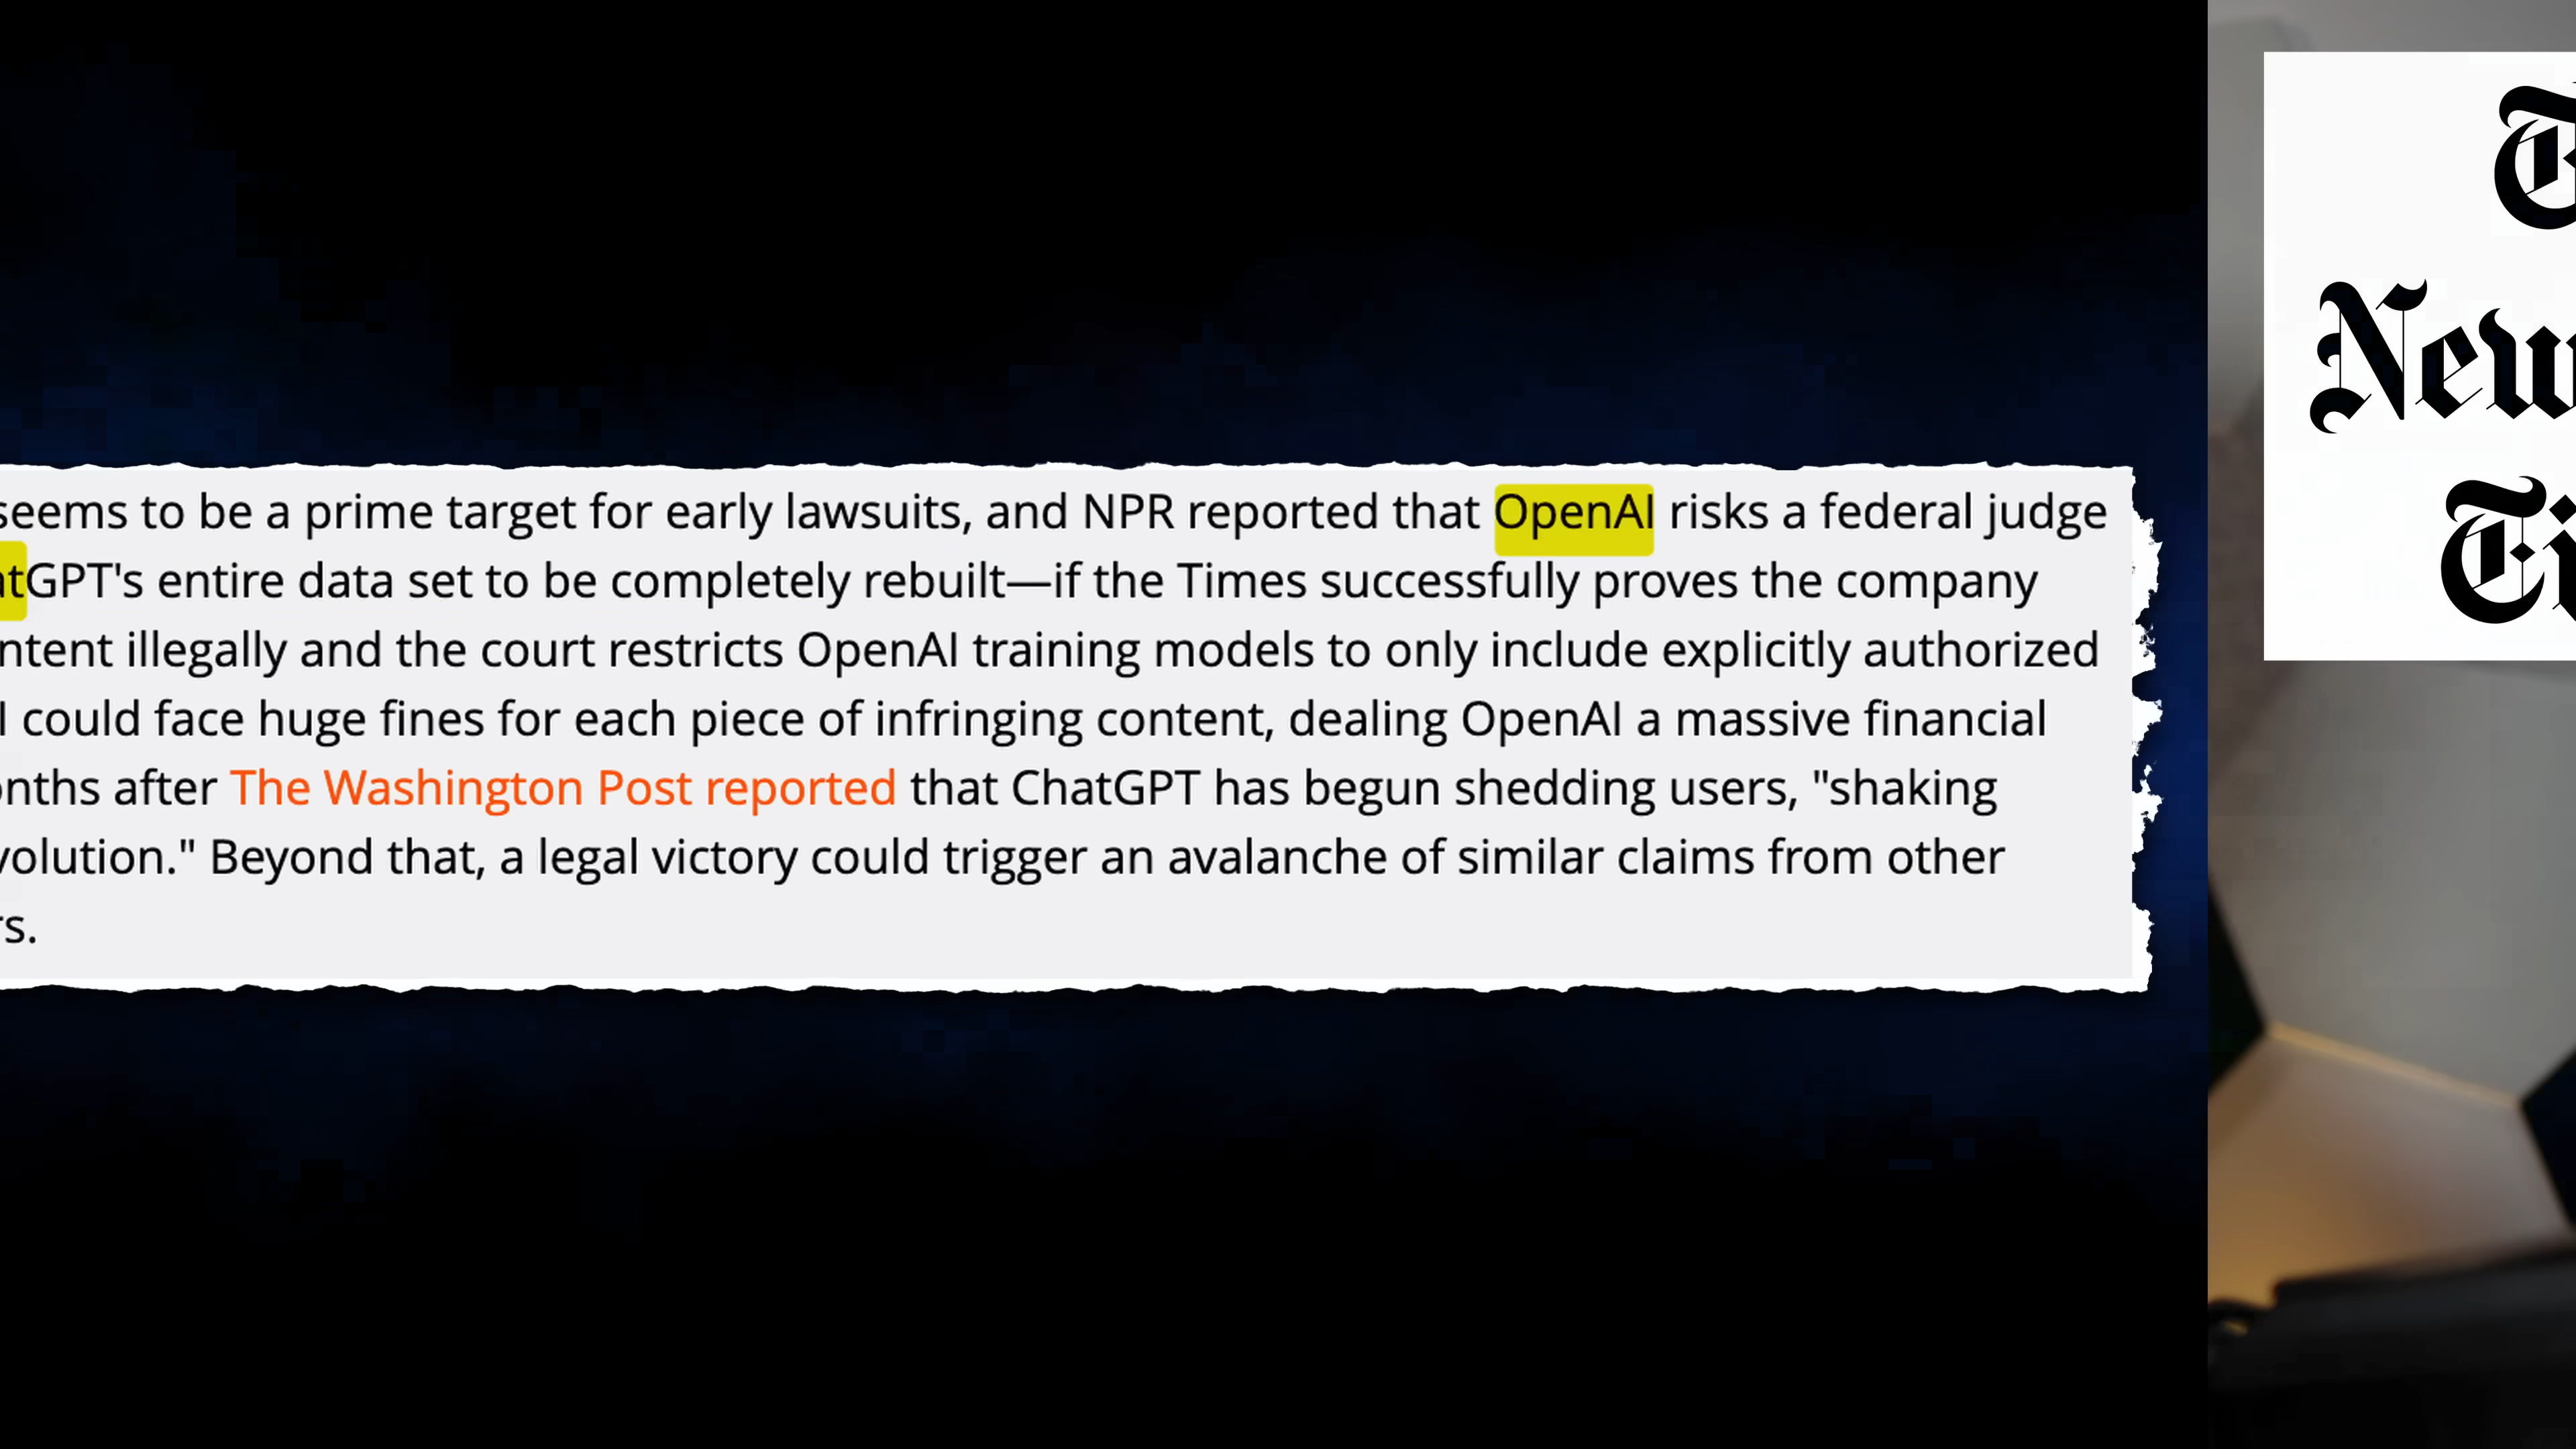 seems to be a prime target for early lawsuits, and NPR reported that OpenAI risks a federal judge
atGPT's entire data set to be completely rebuilt—if the Times successfully proves the company
ntent illegally and the court restricts OpenAI training models to only include explicitly authorized
I could face huge fines for each piece of infringing content, dealing OpenAI a massive financial
onths after The Washington Post reported that ChatGPT has begun shedding users, "shaking
volution." Beyond that, a legal victory could trigger an avalanche of similar claims from other
rs.
T
New
Ti